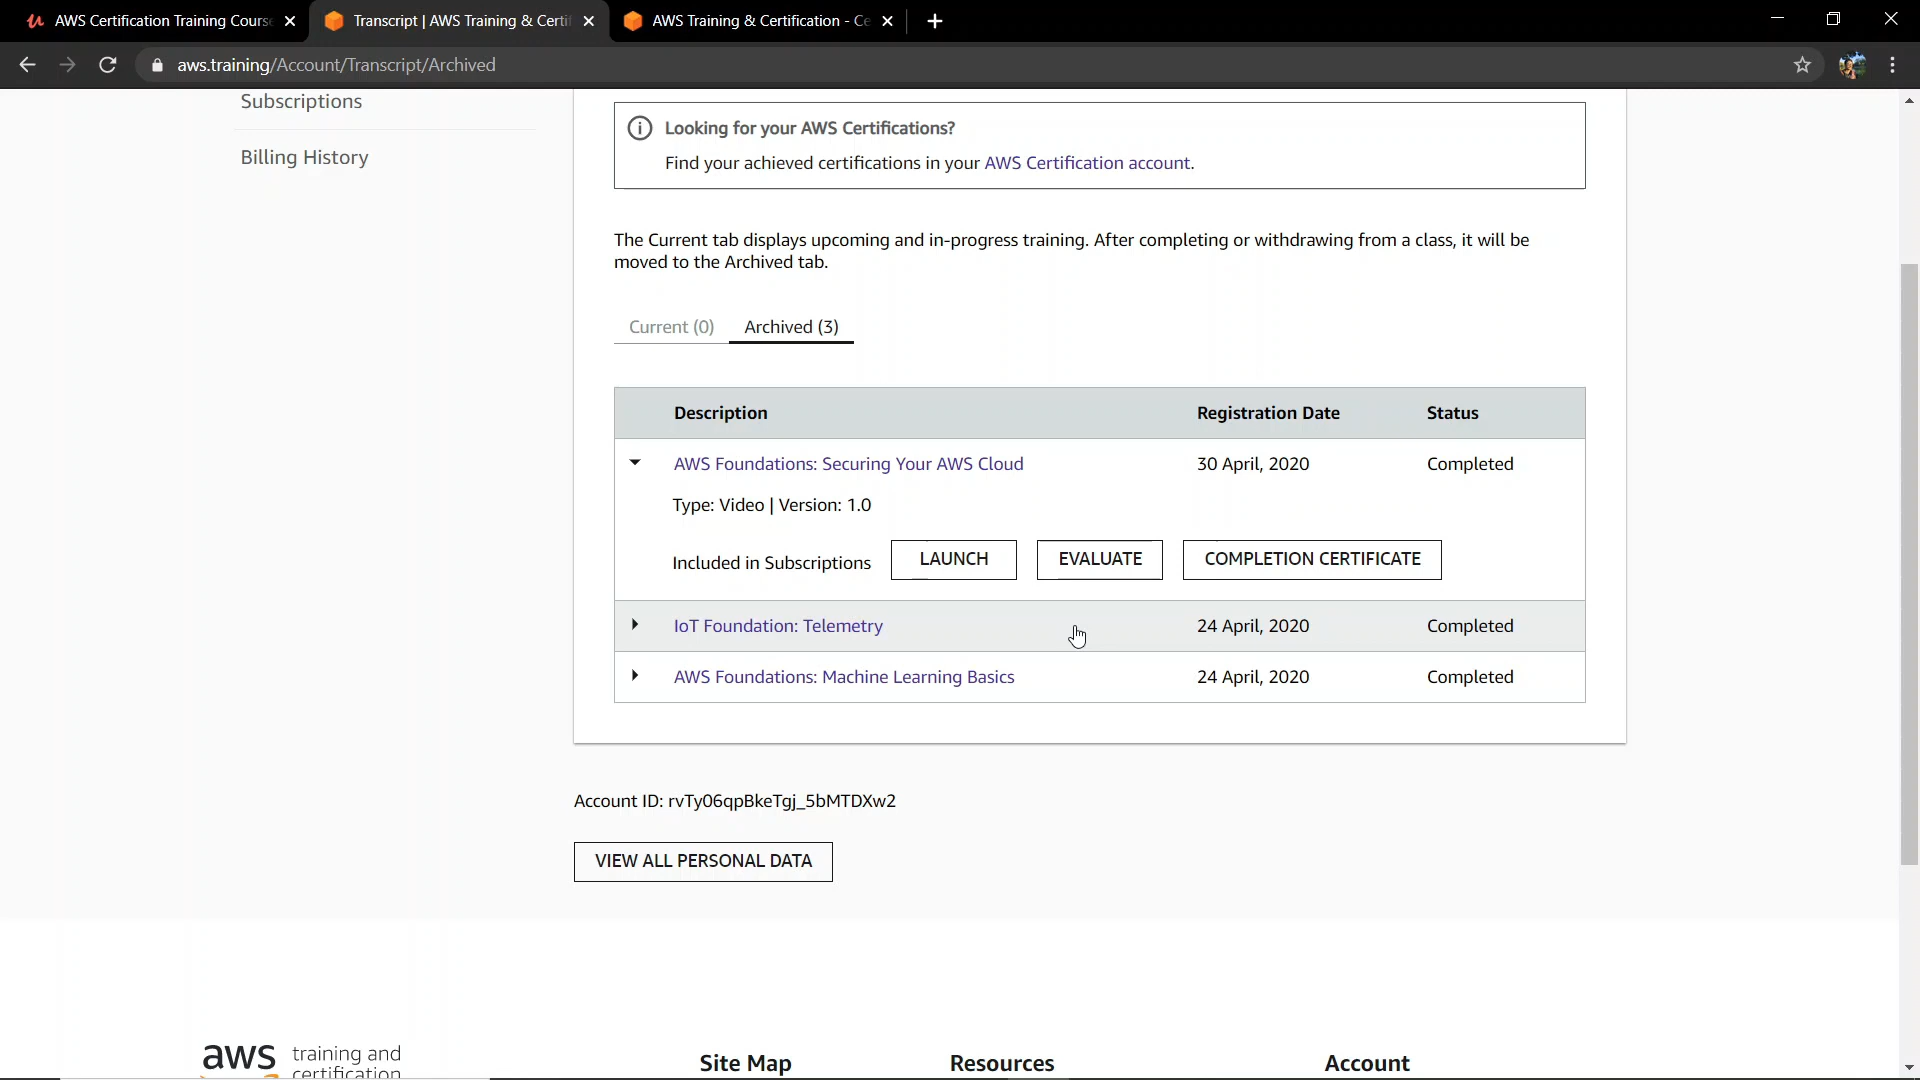 AWS Certification Training Cours
Transcript | AWS Training & Certi
AWS Training & Certification - Ce
aws.training/Account/Transcript/Archived
Subscriptions
Billing History
Looking for your AWS Certifications?
Find your achieved certifications in your AWS Certification account.
The Current tab displays upcoming and in-progress training. After completing or withdrawing from a class, it will be
moved to the Archived tab.
Current (0) Archived (3)
Description Registration Date Status
AWS Foundations: Securing Your AWS Cloud 30 April, 2020 Completed
Type: Video | Version: 1.0
Included in Subscriptions LAUNCH EVALUATE COMPLETION CERTIFICATE
IoT Foundation: Telemetry 24 April, 2020 Completed
AWS Foundations: Machine Learning Basics 24 April, 2020 Completed
Account ID: rvTy06qpBkeTgj_5bMTDXw2
VIEW ALL PERSONAL DATA
aws training and
certification
Site Map Resources Account